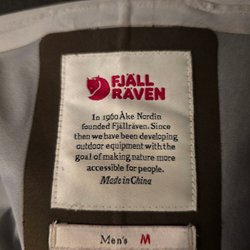 FJÄLL
RÄVEN
In 1960 Åke Nordin
founded Fjällräven. Since
then we have been developing
outdoor equipment with the
goal of making nature more
accessible for people.
Made in China
Men's M